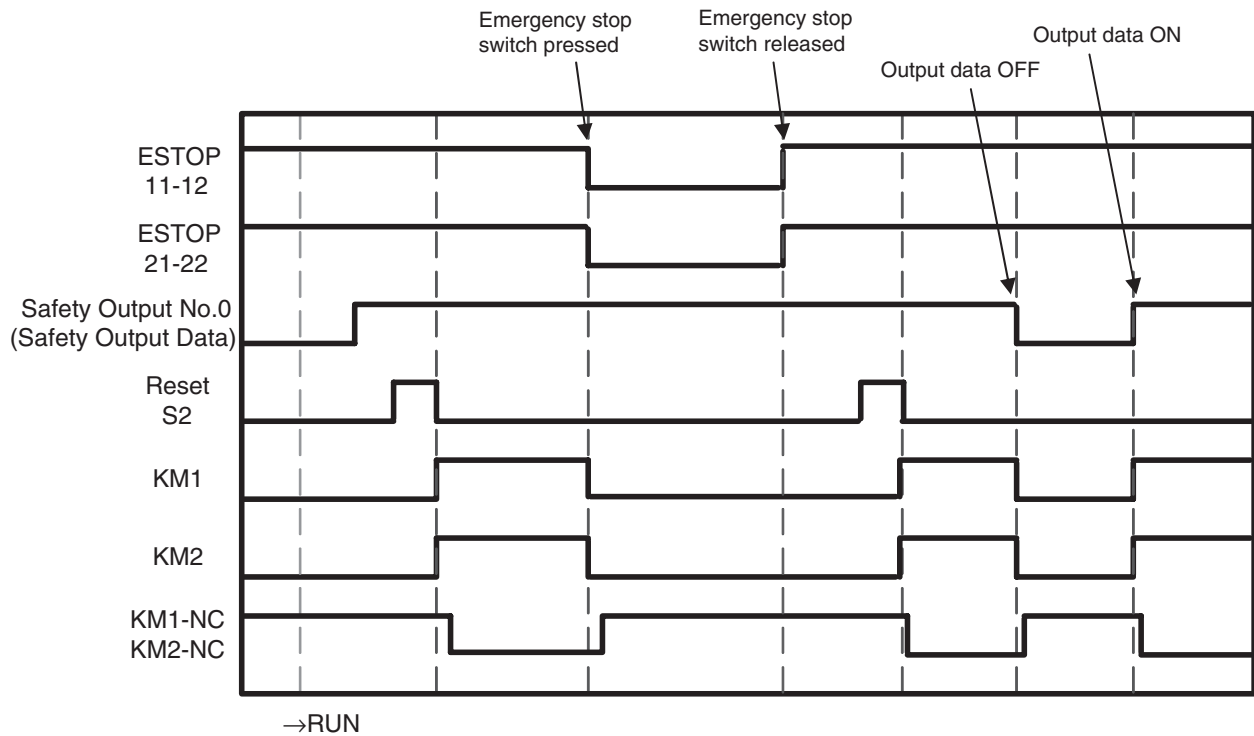 Emergency stop
switch pressed
Emergency stop
switch released
Output data OFF
Output data ON
ESTOP
11-12
ESTOP
21-22
Safety Output No.0
(Safety Output Data)
Reset
S2
KM1
KM2
KM1-NC
KM2-NC
→RUN